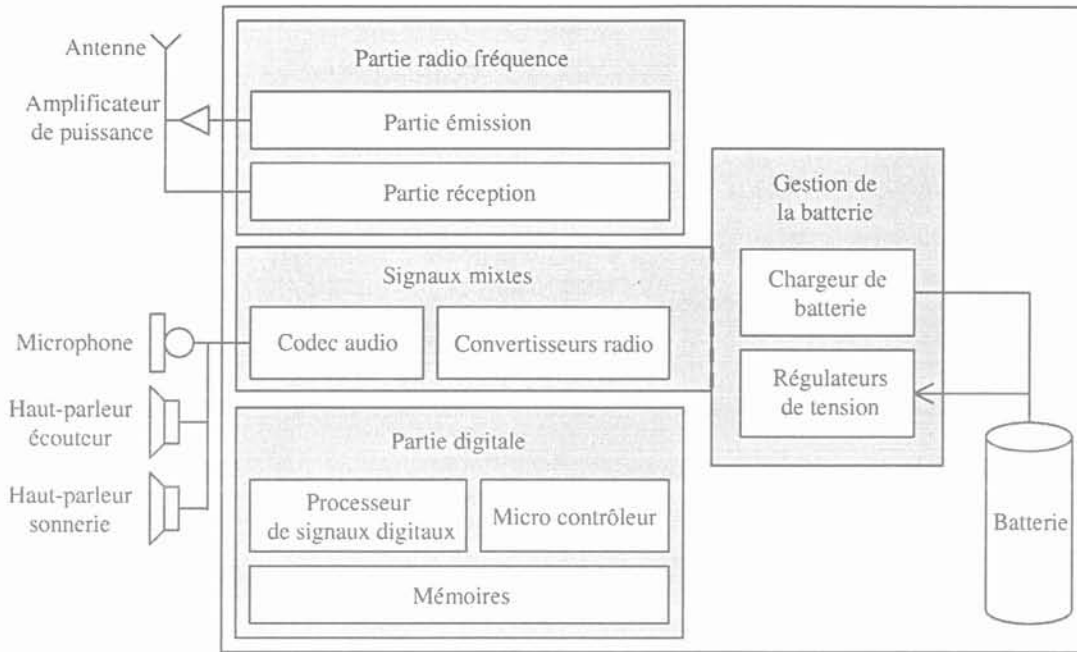 Antenne
Amplificateur
de puissance
Partie radio fréquence
Partie émission
Partie réception
Gestion de
la batterie
Chargeur de
batterie
Régulateurs
de tension
Signaux mixtes
Codec audio
Convertisseurs radio
Microphone
Haut-parleur
écouteur
Haut-parleur
sonnerie
Partie digitale
Processeur
de signaux digitaux
Micro contrôleur
Mémoires
Batterie